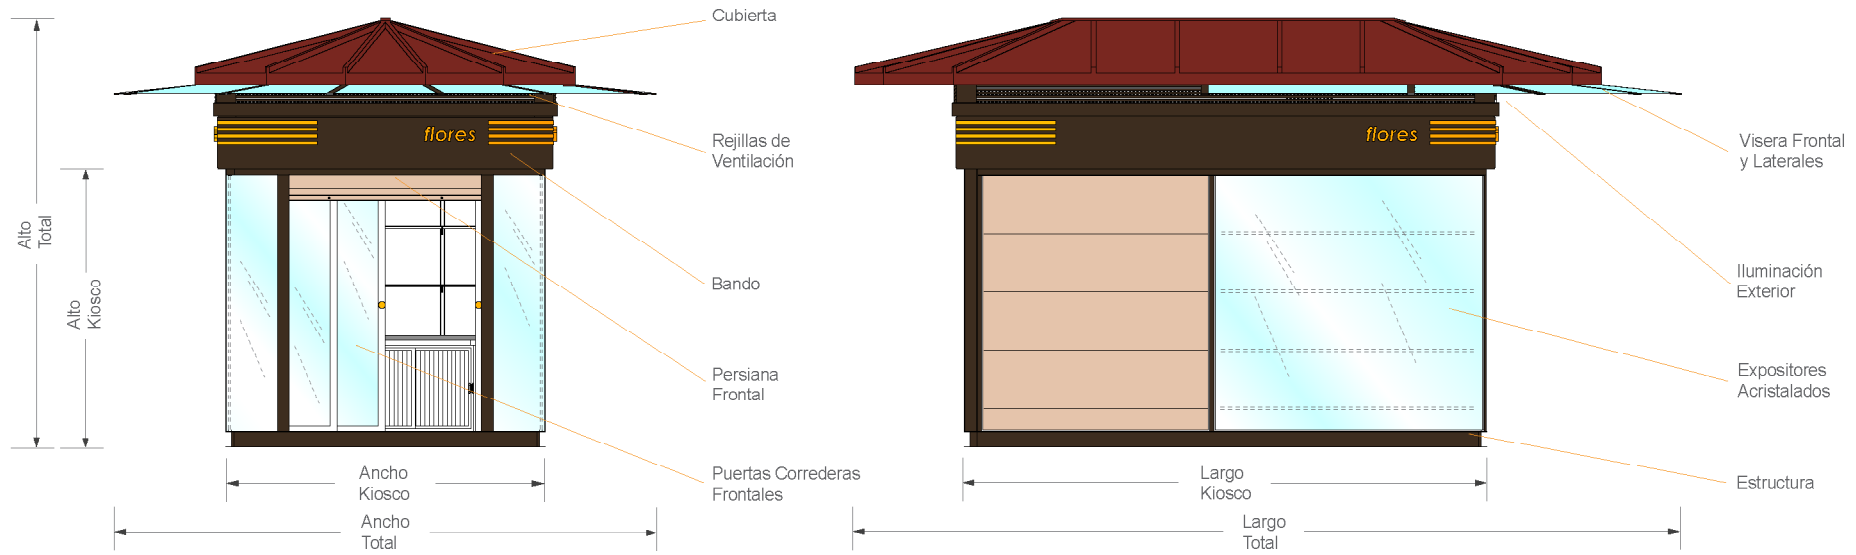 Cubierta
flores
Rejillas de
Ventilación
Alto
Total
Alto
Kiosco
Bando
Persiana
Frontal
Puertas Correderas
Frontales
Ancho
Kiosco
Ancho
Total
flores
Visera Frontal
y Laterales
Iluminación
Exterior
Expositores
Acristalados
Estructura
Largo
Kiosco
Largo
Total